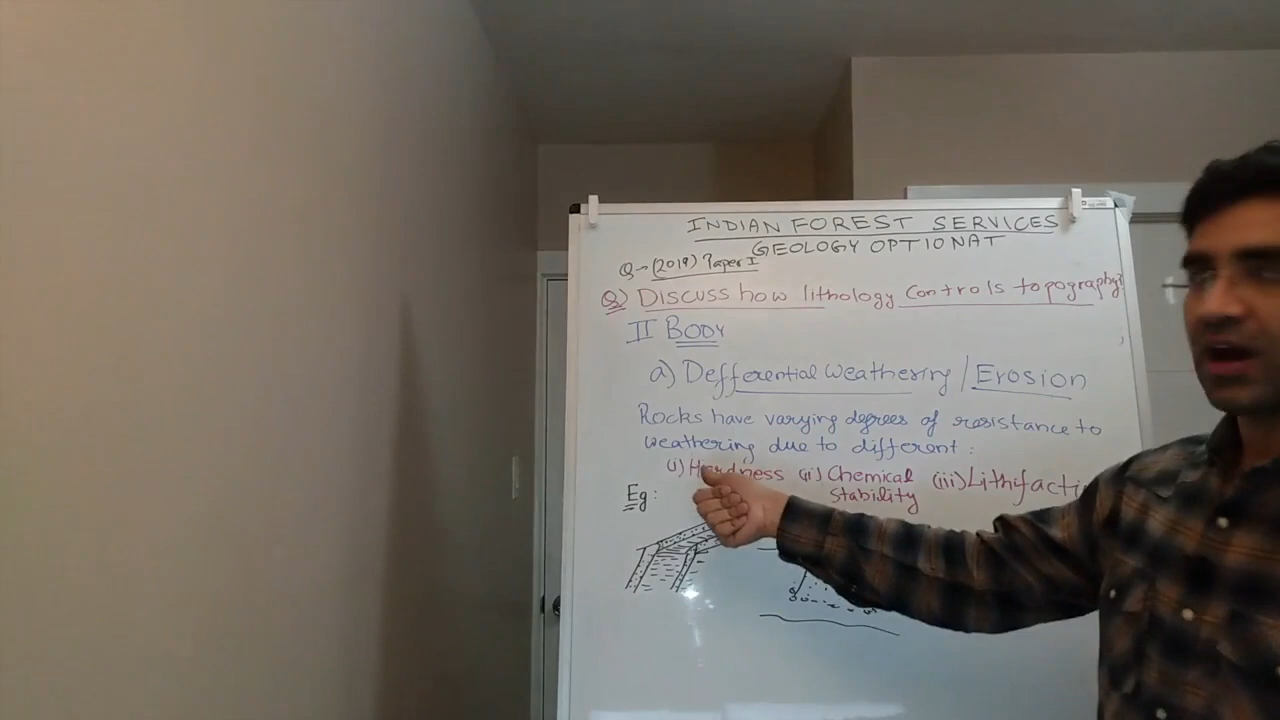 INDIAN FOREST SERVICES
GEOLOGY OPTIONAT
Q→(2019) Paper I
Q) Discuss how lithology controls topography?
II Body
a) Defferential Weathering / Erosion
Rocks have varying degrees of resistance to
weathering due to different :
(i) Hardness (ii) Chemical (iii) Lithifacti
Stability
Eg: